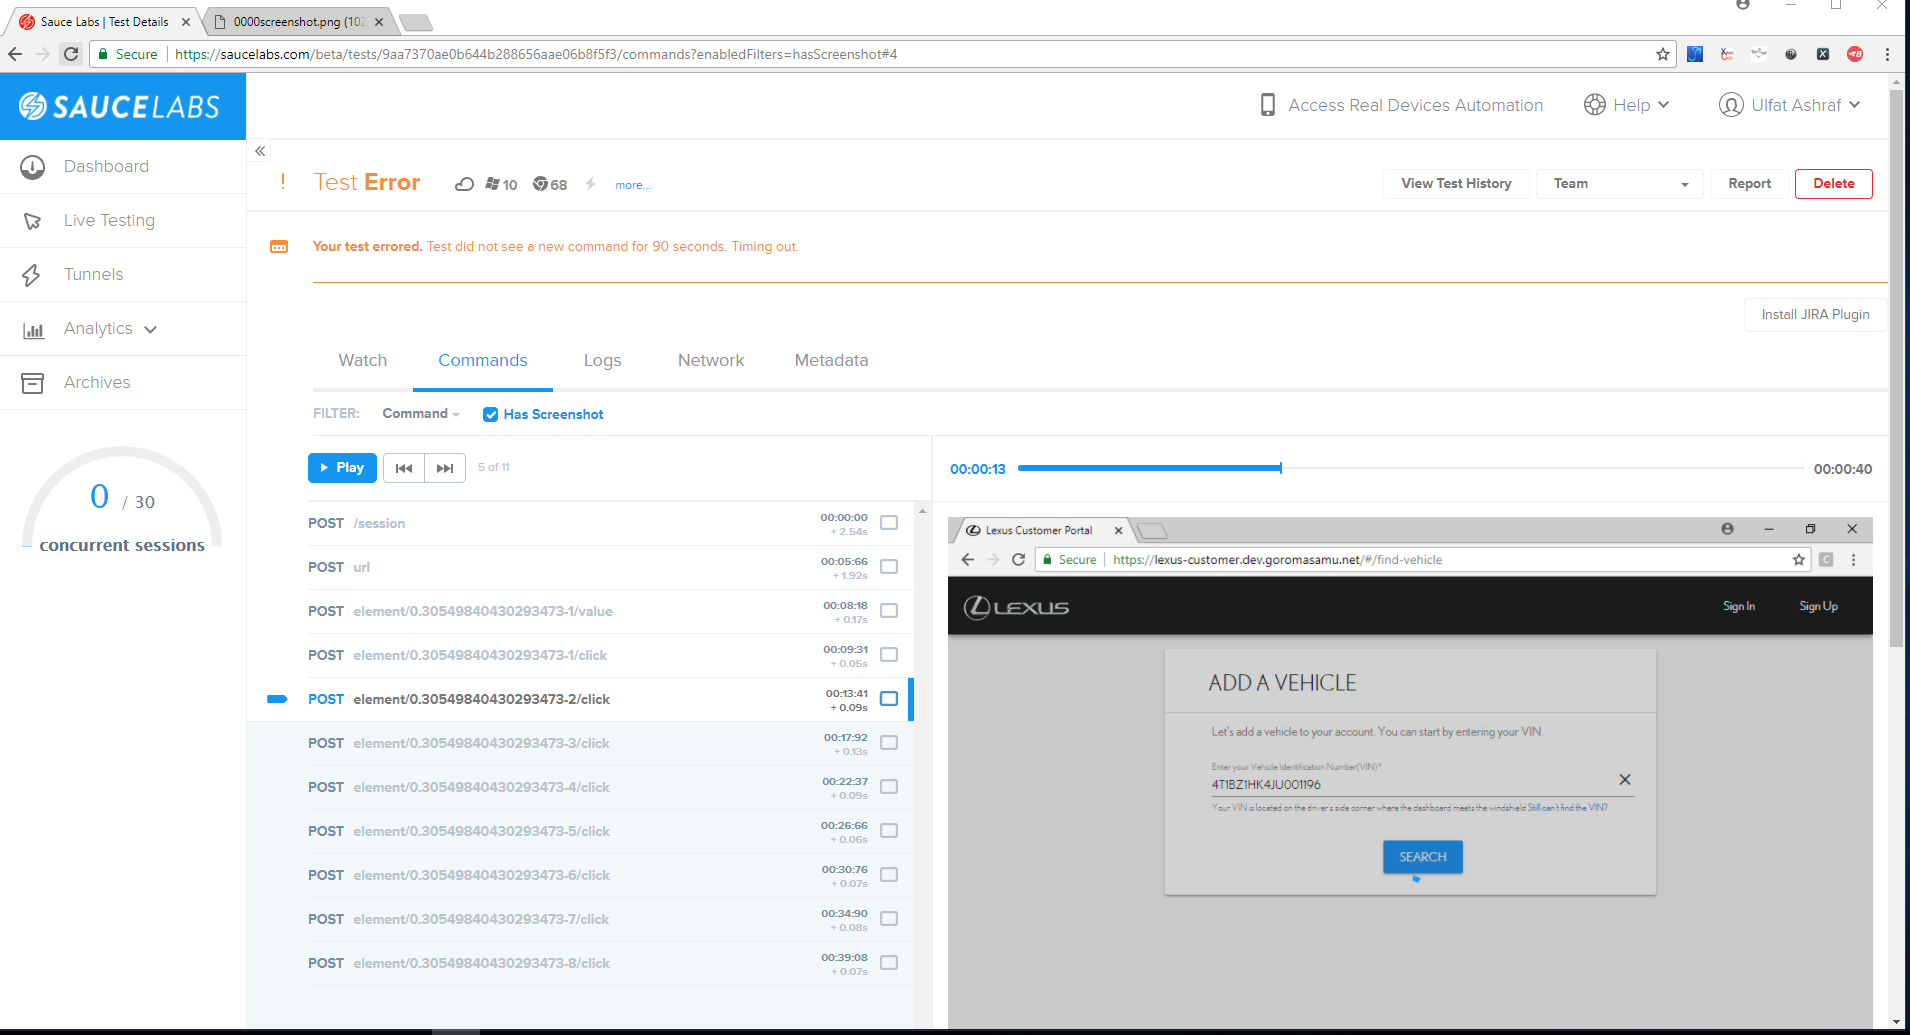 Sauce Labs | Test Details
0000screenshot.png (102
Secure
https://saucelabs.com/beta/tests/9aa7370ae0b644b288656aae06b8f5f3/commands?enabledFilters=hasScreenshot#4
SAUCELABS
Access Real Devices Automation
Help
Ulfat Ashraf
Dashboard
Live Testing
Tunnels
Analytics
Archives
0 / 30
concurrent sessions
! Test Error
10
68
more...
View Test History
Team
Report
Delete
Your test errored. Test did not see a new command for 90 seconds. Timing out.
Install JIRA Plugin
Watch
Commands
Logs
Network
Metadata
FILTER:
Command
Has Screenshot
Play
5 of 11
00:00:13
00:00:40
POST /session 00:00:00
+ 2.54s
POST url 00:05:66
+ 1.92s
POST element/0.30549840430293473-1/value 00:08:18
+ 0.17s
POST element/0.30549840430293473-1/click 00:09:31
+ 0.05s
POST element/0.30549840430293473-2/click 00:13:41
+ 0.09s
POST element/0.30549840430293473-3/click 00:17:92
+ 0.13s
POST element/0.30549840430293473-4/click 00:22:37
+ 0.09s
POST element/0.30549840430293473-5/click 00:26:66
+ 0.06s
POST element/0.30549840430293473-6/click 00:30:76
+ 0.07s
POST element/0.30549840430293473-7/click 00:34:90
+ 0.08s
POST element/0.30549840430293473-8/click 00:39:08
+ 0.07s
Lexus Customer Portal
Secure
https://lexus-customer.dev.goromasamu.net/#/find-vehicle
LEXUS
Sign In
Sign Up
ADD A VEHICLE
Let's add a vehicle to your account. You can start by entering your VIN.
Enter your Vehicle Identification Number(VIN)*
4T1BZ1HK4JU001196
Your VIN is located on the driver's side corner where the dashboard meets the windshield Still can't find the VIN?
SEARCH